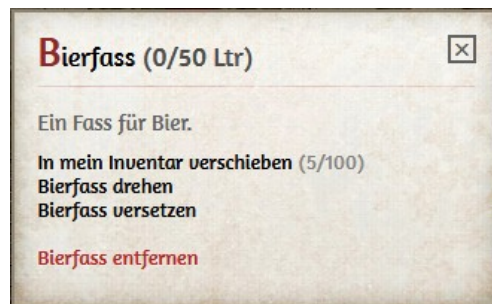 Bierfass (0/50 Ltr)
Ein Fass für Bier.
In mein Inventar verschieben (5/100)
Bierfass drehen
Bierfass versetzen
Bierfass entfernen